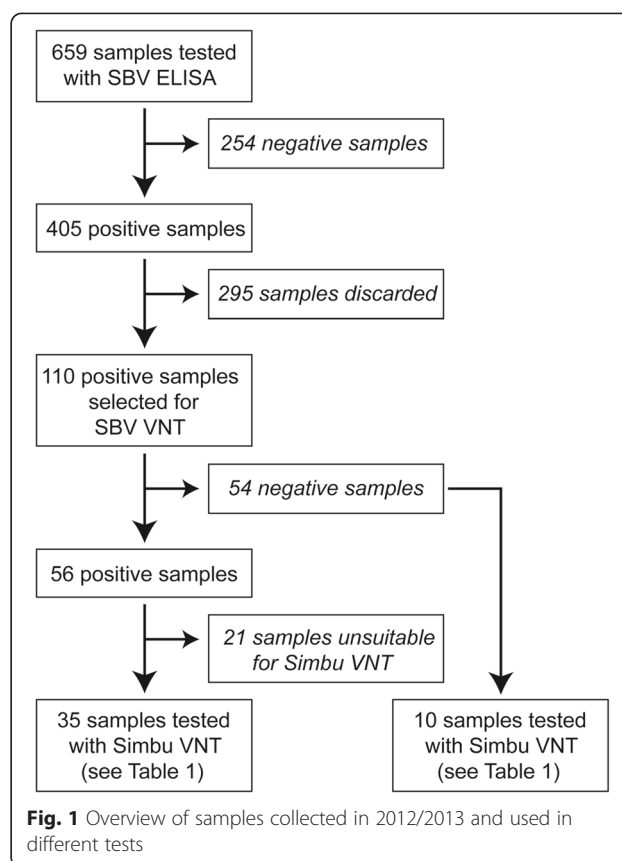 659 samples tested
with SBV ELISA
254 negative samples
405 positive samples
295 samples discarded
110 positive samples
selected for
SBV VNT
54 negative samples
56 positive samples
21 samples unsuitable
for Simbu VNT
35 samples tested
with Simbu VNT
(see Table 1)
10 samples tested
with Simbu VNT
(see Table 1)
Fig. 1 Overview of samples collected in 2012/2013 and used in
different tests